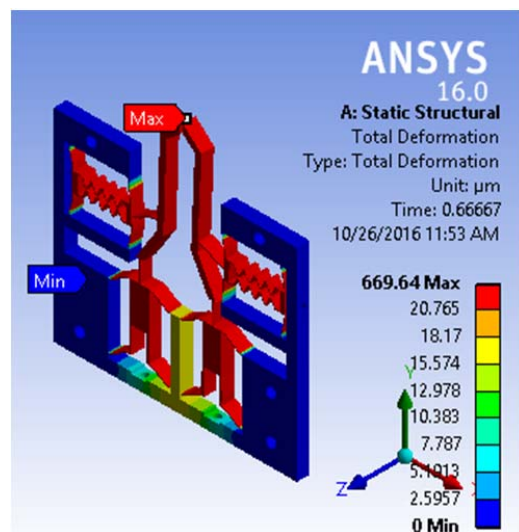 ANSYS
16.0
A: Static Structural
Total Deformation
Type: Total Deformation
Unit: µm
Time: 0.66667
10/26/2016 11:53 AM
Max
Min
669.64 Max
20.765
18.17
15.574
12.978
10.383
7.787
5.1913
2.5957
0 Min
Y
Z
X